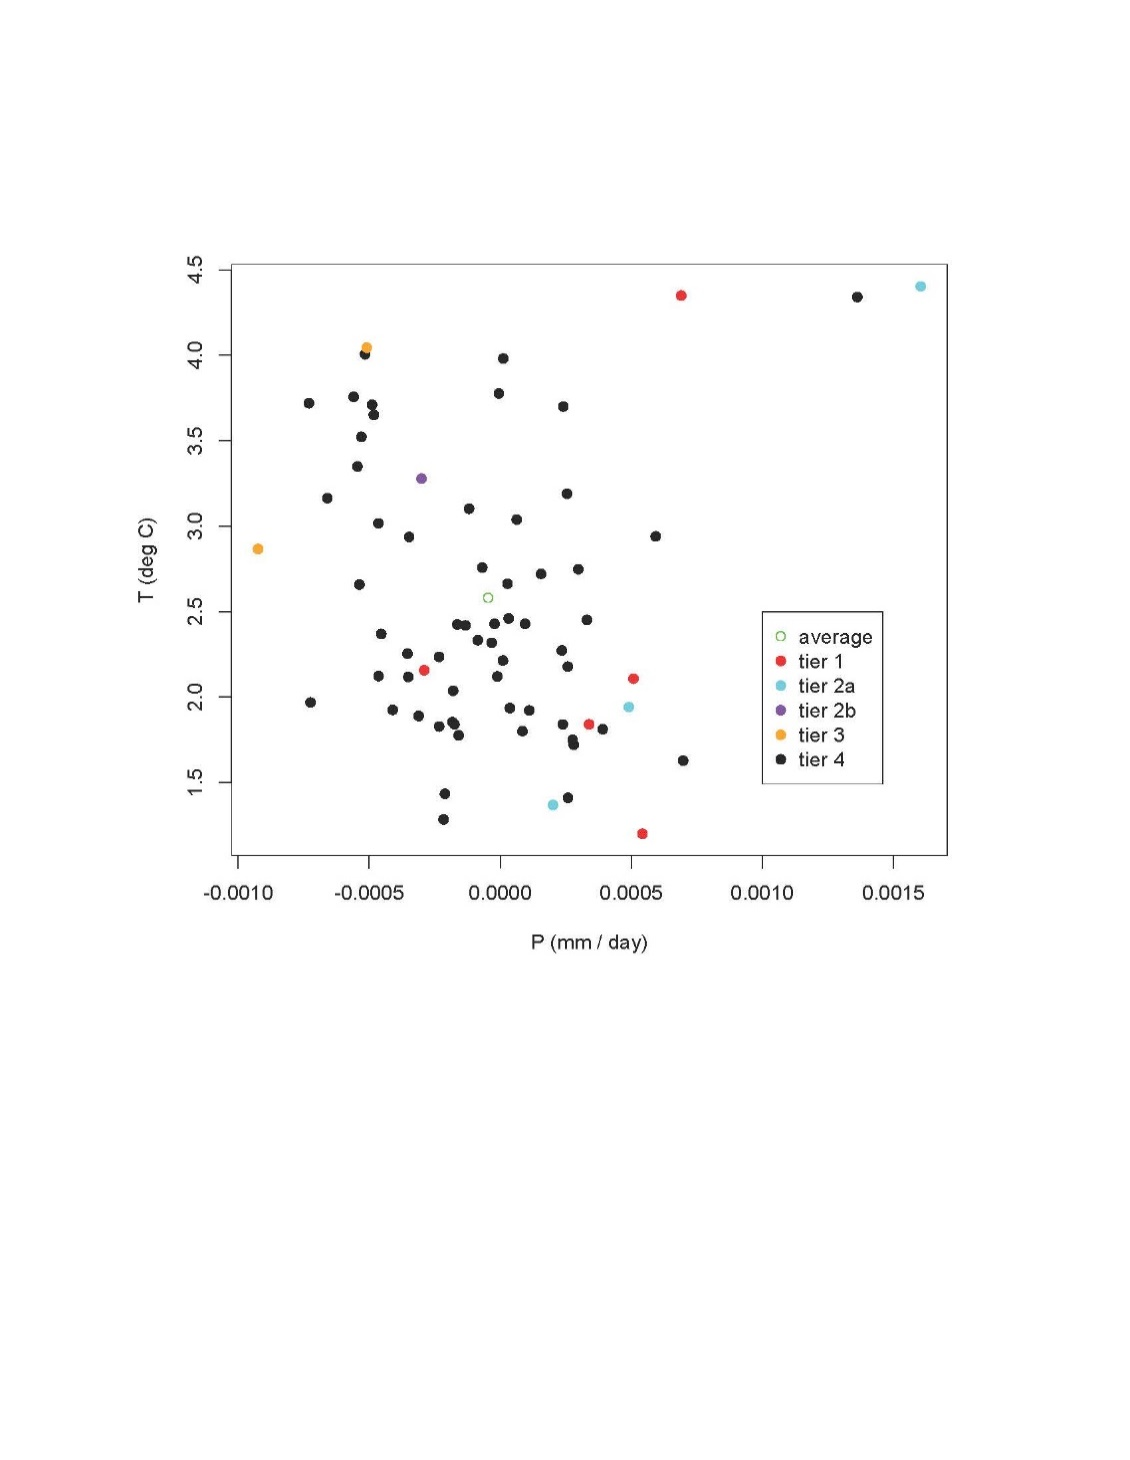 4.5
4.0
3.5
3.0
2.5
2.0
1.5
T (deg C)
average
tier 1
tier 2a
tier 2b
tier 3
tier 4
-0.0010 -0.0005 0.0000 0.0005 0.0010 0.0015
P (mm / day)